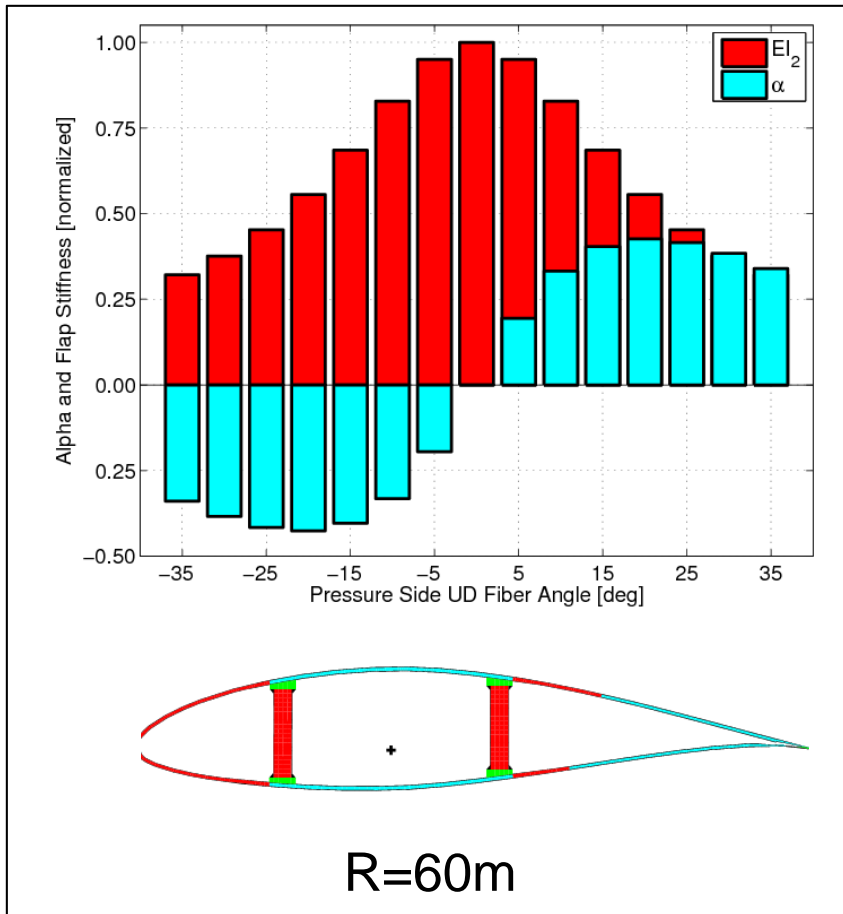 EI2
α
1.00
0.75
0.50
0.25
0.00
0.25
−0.50
Alpha and Flap Stiffness [normalized]
−35 −25 −15 −5 5 15 25 35
Pressure Side UD Fiber Angle [deg]
R=60m